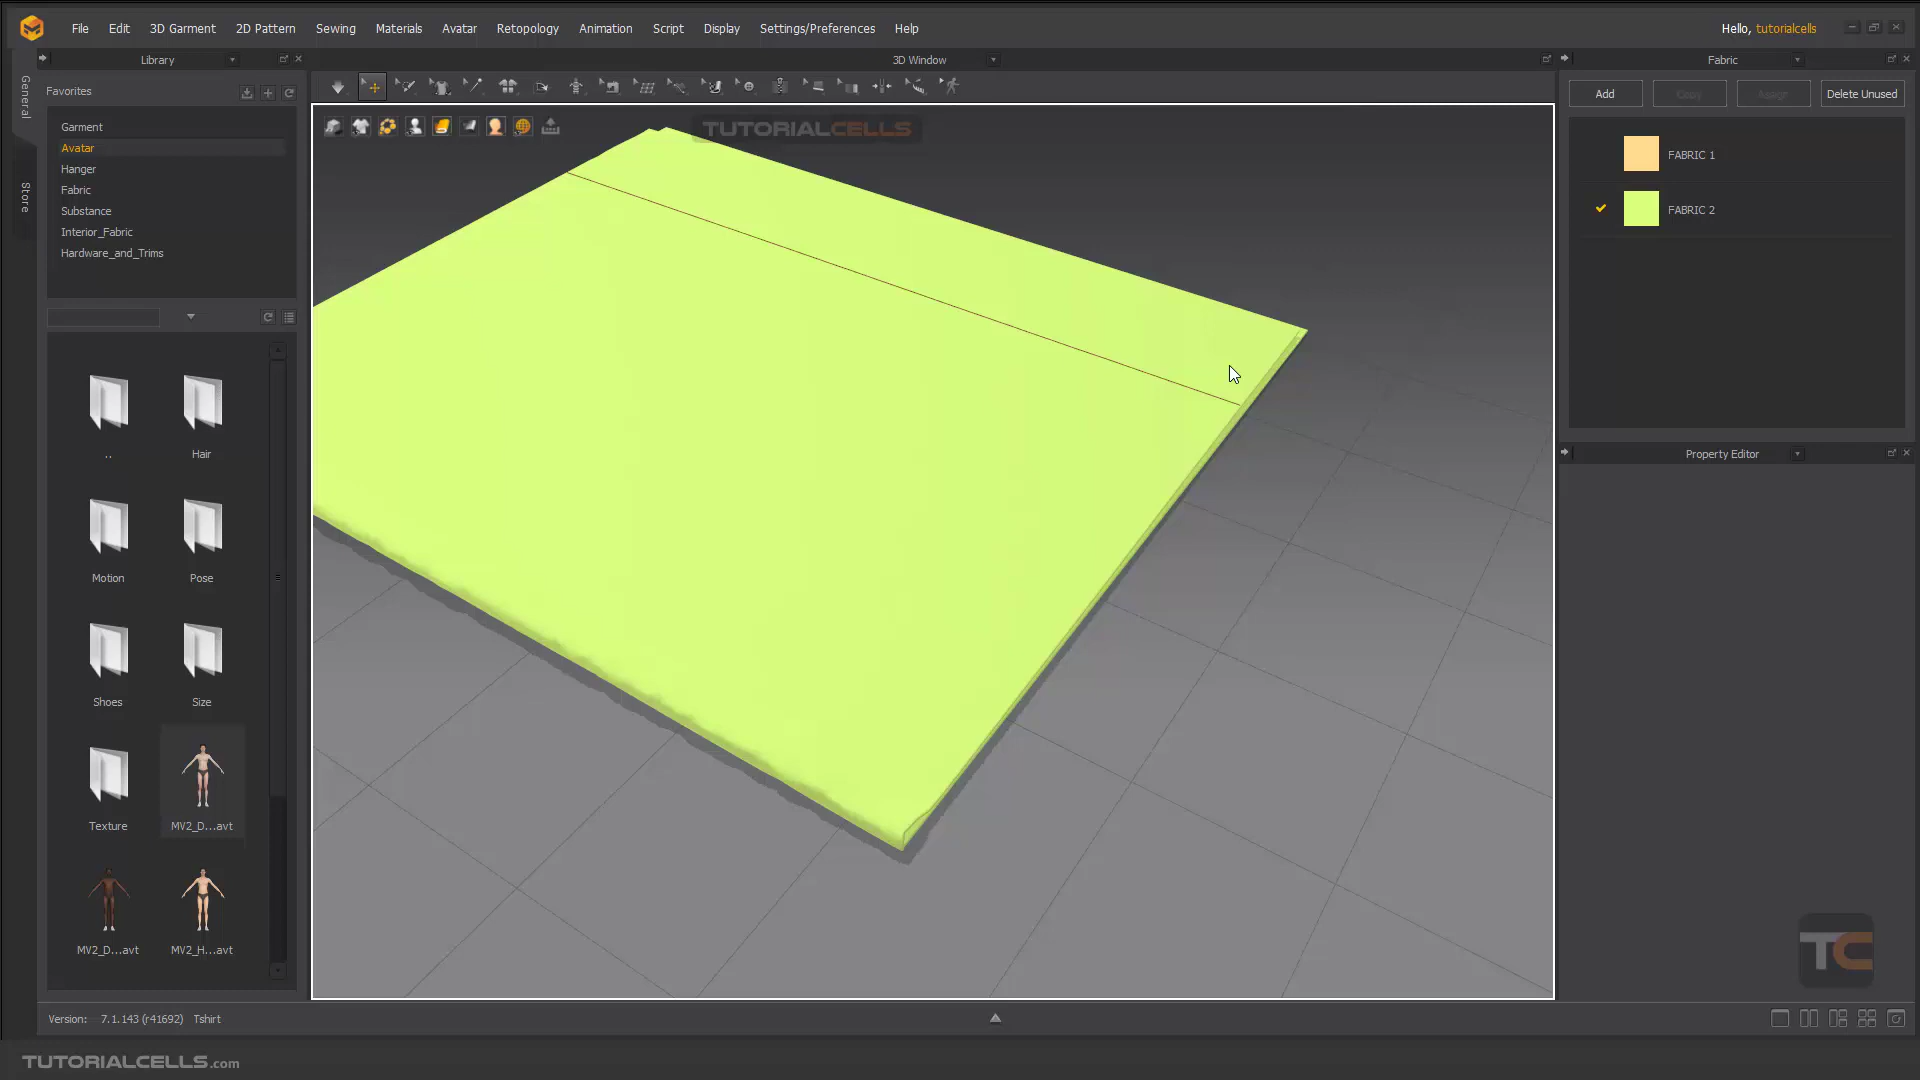 File Edit 3D Garment 2D Pattern Sewing Materials Avatar Retopology Animation Script Display Settings/Preferences Help
Hello, tutorialcells
Library
3D Window
Fabric
General
Store
Favorites
Garment
Avatar
Hanger
Fabric
Substance
Interior_Fabric
Hardware_and_Trims
TUTORIALCELLS
Add Copy Assign Delete Unused
FABRIC 1
FABRIC 2
Property Editor
.. Hair
Motion Pose
Shoes Size
Texture MV2_D...avt
MV2_D...avt MV2_H...avt
TC
Version: 7.1.143 (r41692) Tshirt
TUTORIALCELLS.com